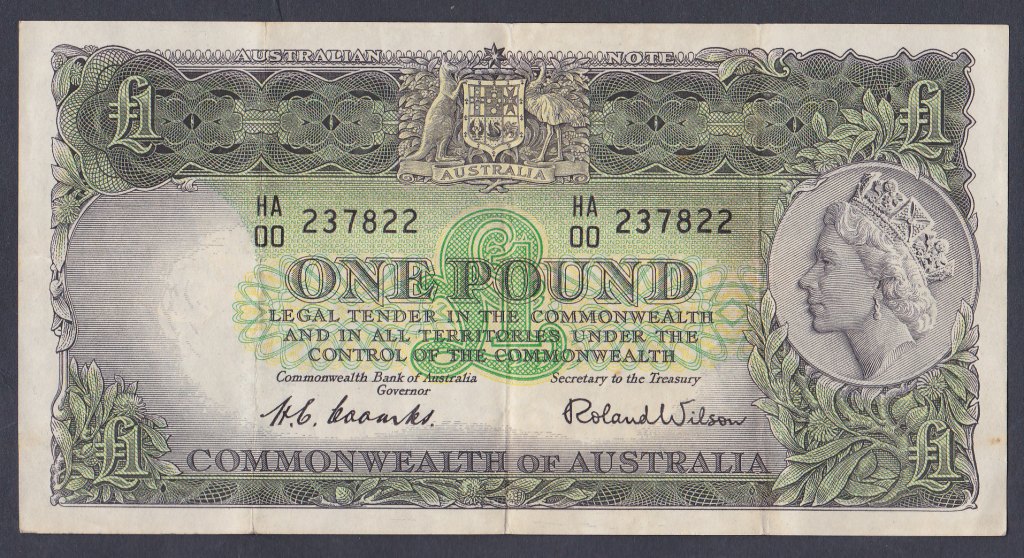 AUSTRALIAN NOTE
£1 £1
AUSTRALIA
HA 00 237822 HA 00 237822
ONE POUND
LEGAL TENDER IN THE COMMONWEALTH
AND IN ALL TERRITORIES UNDER THE
CONTROL OF THE COMMONWEALTH
Commonwealth Bank of Australia Secretary to the Treasury
Governor
H.C. Coombs. Roland Wilson
£1 £1
COMMONWEALTH OF AUSTRALIA